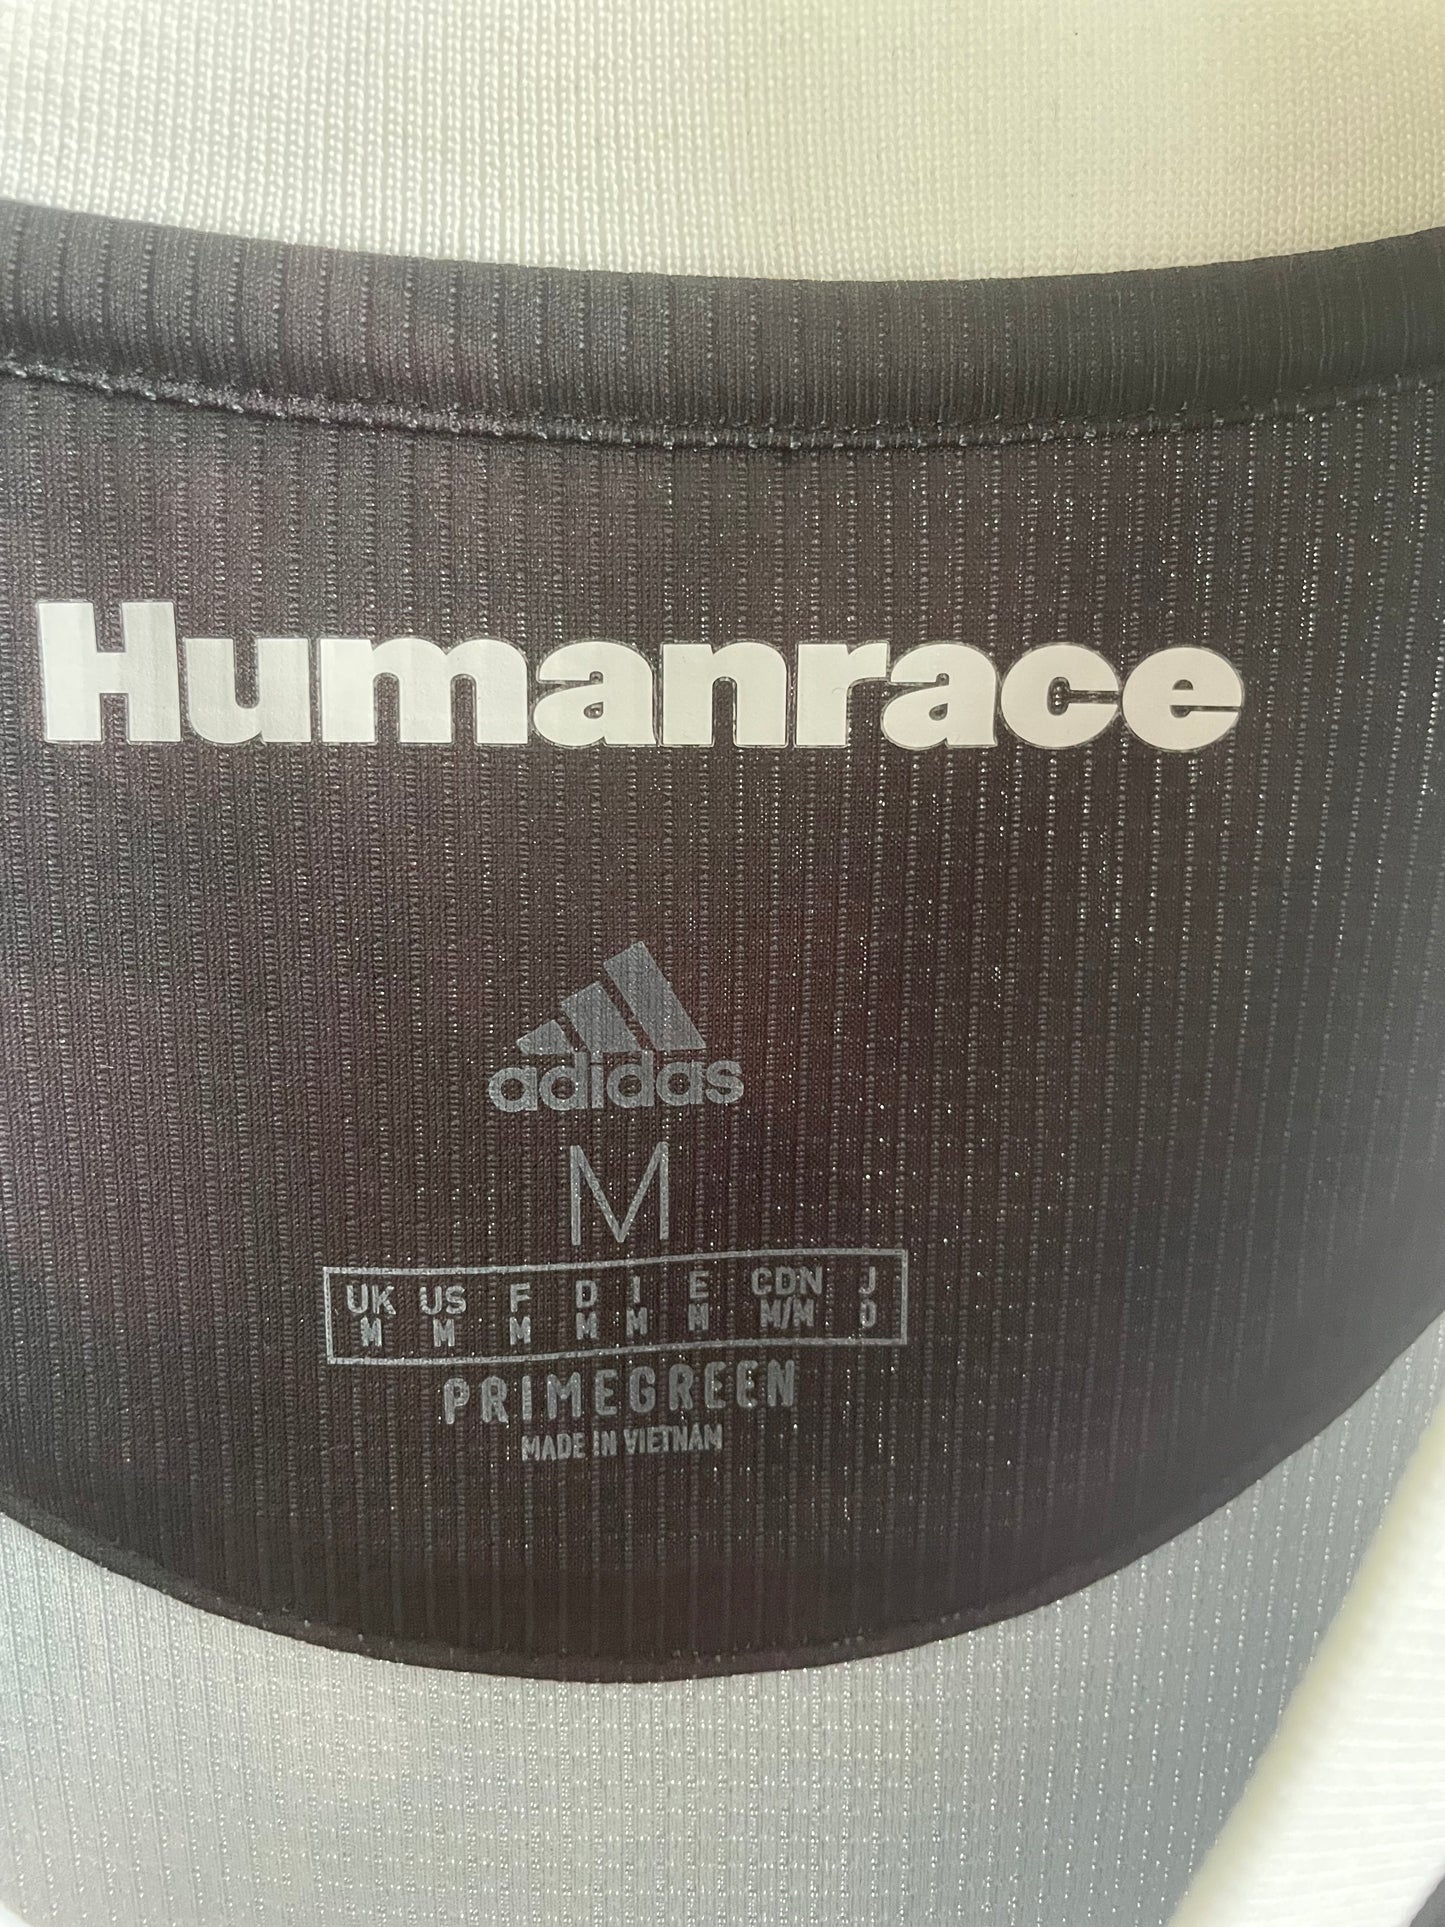 Humanrace
adidas
M
UK US F D I E CDN J
M M M M M M M/M O
PRIMEGREEN
MADE IN VIETNAM